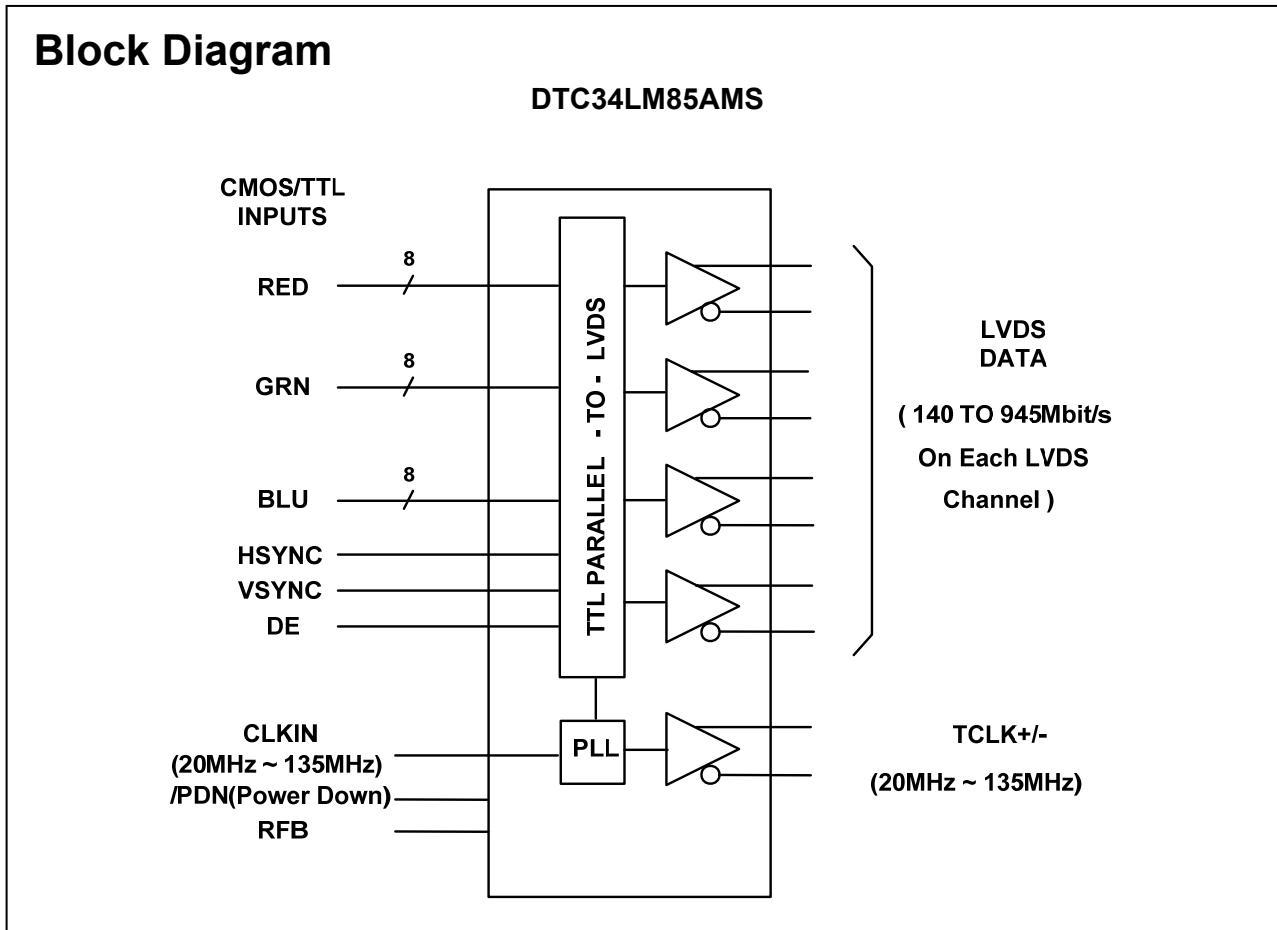 Block Diagram
DTC34LM85AMS
CMOS/TTL
INPUTS
8
RED
8
GRN
8
BLU
HSYNC
VSYNC
DE
CLKIN
(20MHz ~ 135MHz)
/PDN(Power Down)
RFB
TTL PARALLEL - TO - LVDS
PLL
LVDS
DATA
( 140 TO 945Mbit/s
On Each LVDS
Channel )
TCLK+/-
(20MHz ~ 135MHz)